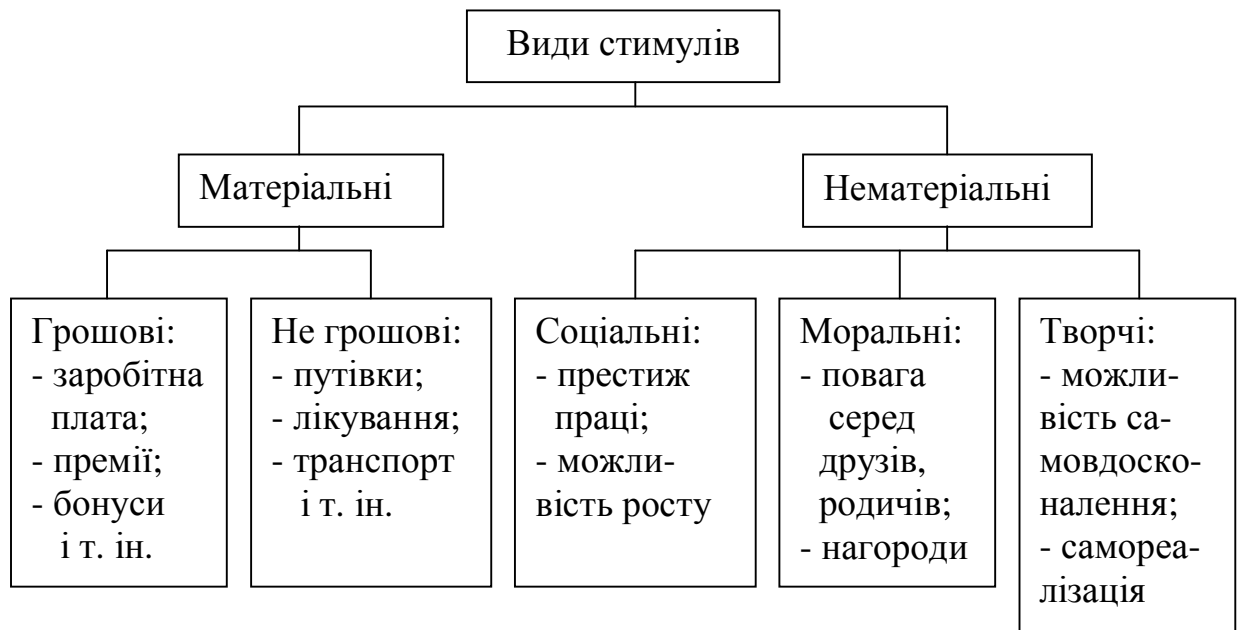 Види стимулів
Матеріальні
Нематеріальні
Грошові:
- заробітна
плата;
- премії;
- бонуси
і т. ін.
Не грошові:
- путівки;
- лікування;
- транспорт
і т. ін.
Соціальні:
- престиж
праці;
- можли-
вість росту
Моральні:
- повага
серед
друзів,
родичів;
- нагороди
Творчі:
- можли-
вість са-
мовдоско-
налення;
- самореа-
лізація